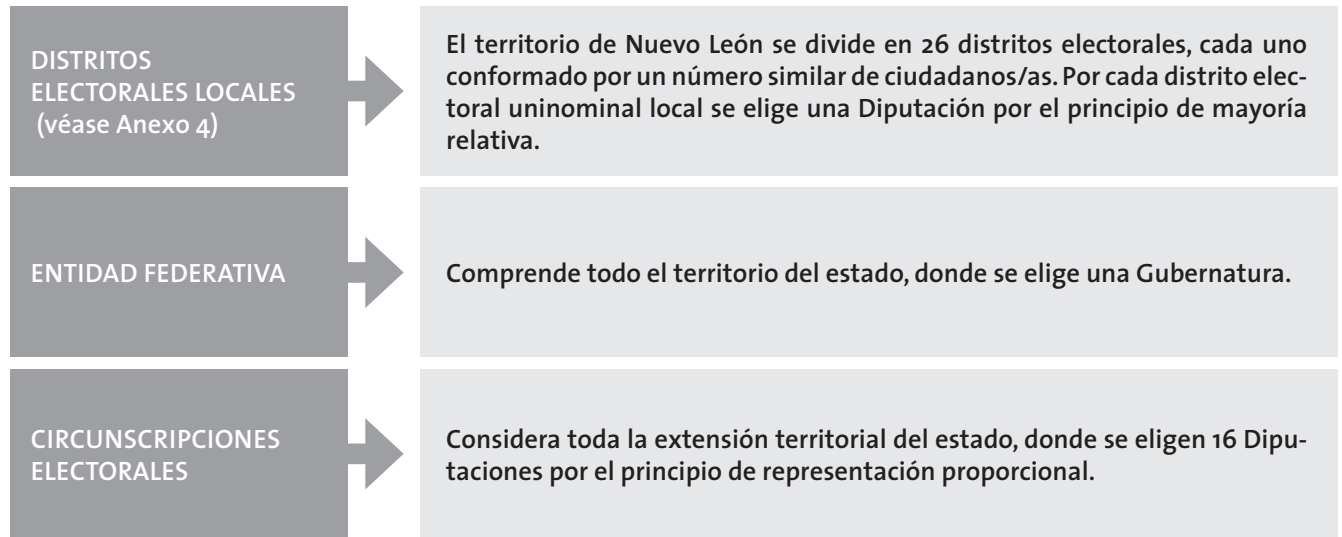 DISTRITOS
ELECTORALES LOCALES
(véase Anexo 4)
El territorio de Nuevo León se divide en 26 distritos electorales, cada uno
conformado por un número similar de ciudadanos/as. Por cada distrito elec-
toral uninominal local se elige una Diputación por el principio de mayoría
relativa.
ENTIDAD FEDERATIVA
Comprende todo el territorio del estado, donde se elige una Gubernatura.
CIRCUNSCRIPCIONES
ELECTORALES
Considera toda la extensión territorial del estado, donde se eligen 16 Dipu-
taciones por el principio de representación proporcional.